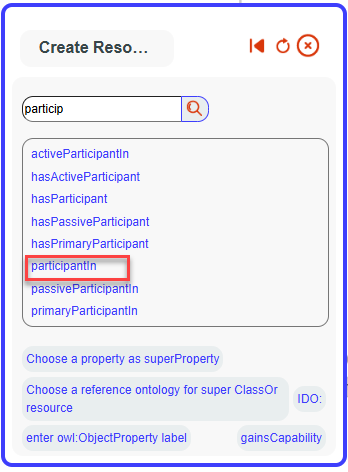 Create Reso…
particip
activeParticipantIn
hasActiveParticipant
hasParticipant
hasPassiveParticipant
hasPrimaryParticipant
participantIn
passiveParticipantIn
primaryParticipantIn
Choose a property as superProperty
Choose a reference ontology for super ClassOr
resource
IDO:
enter owl:ObjectProperty label
gainsCapability